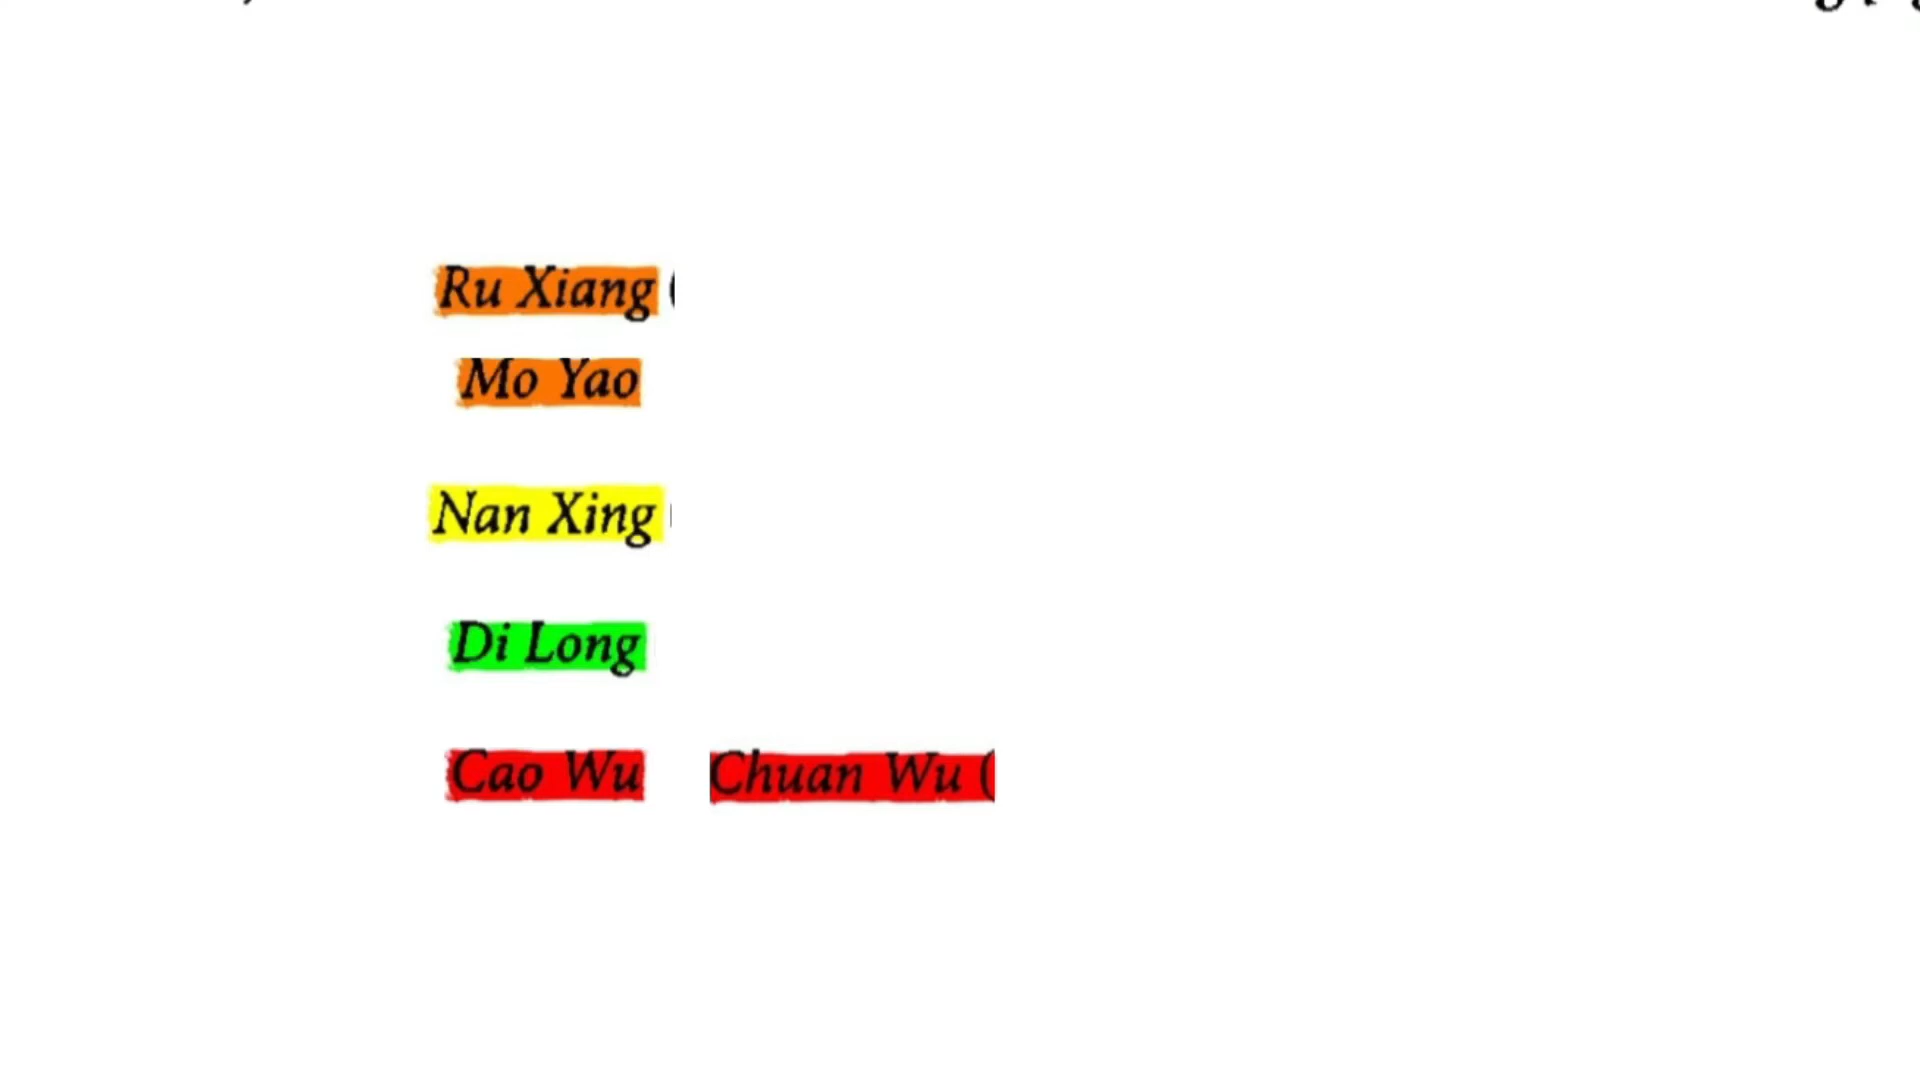 Ru Xiang (
Mo Yao
Nan Xing
Di Long
Cao Wu Chuan Wu (